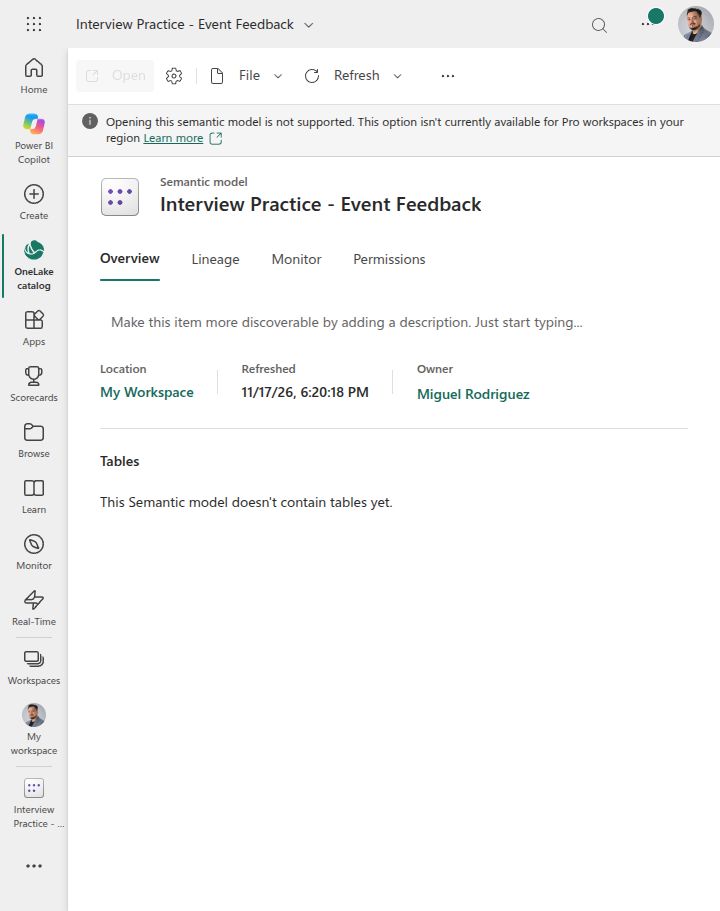 Interview Practice - Event Feedback
Home
Power BI
Copilot
Create
OneLake
catalog
Apps
Scorecards
Browse
Learn
Monitor
Real-Time
Workspaces
My
workspace
Interview
Practice - ...
Open
File
Refresh
Opening this semantic model is not supported. This option isn't currently available for Pro workspaces in your
region Learn more
Semantic model
Interview Practice - Event Feedback
Overview Lineage Monitor Permissions
Make this item more discoverable by adding a description. Just start typing...
Location Refreshed Owner
My Workspace 11/17/26, 6:20:18 PM Miguel Rodriguez
Tables
This Semantic model doesn't contain tables yet.